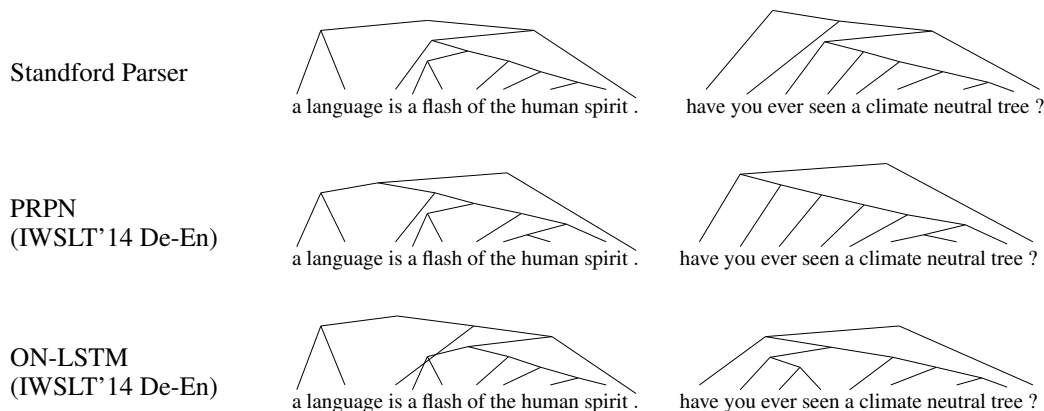 Standford Parser
a language is a flash of the human spirit .
have you ever seen a climate neutral tree ?
PRPN
(IWSLT'14 De-En)
a language is a flash of the human spirit .
have you ever seen a climate neutral tree ?
ON-LSTM
(IWSLT'14 De-En)
a language is a flash of the human spirit .
have you ever seen a climate neutral tree ?